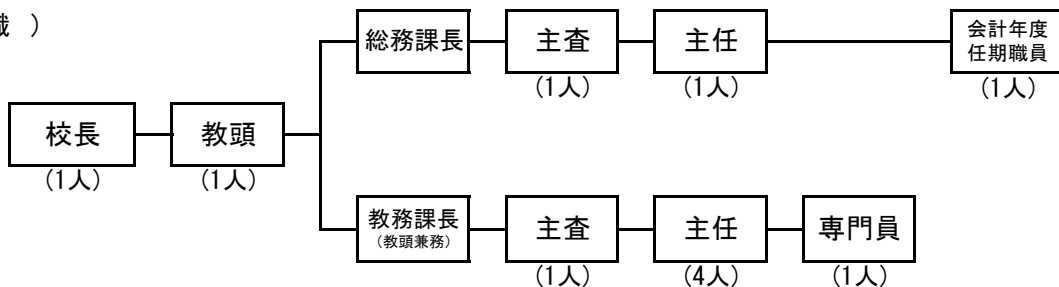 ）
総務課長
主査
(1人)
主任
(1人)
会計年度
任期職員
(1人)
校長
(1人)
教頭
(1人)
教務課長
(教頭兼務)
主査
(1人)
主任
(4人)
専門員
(1人)